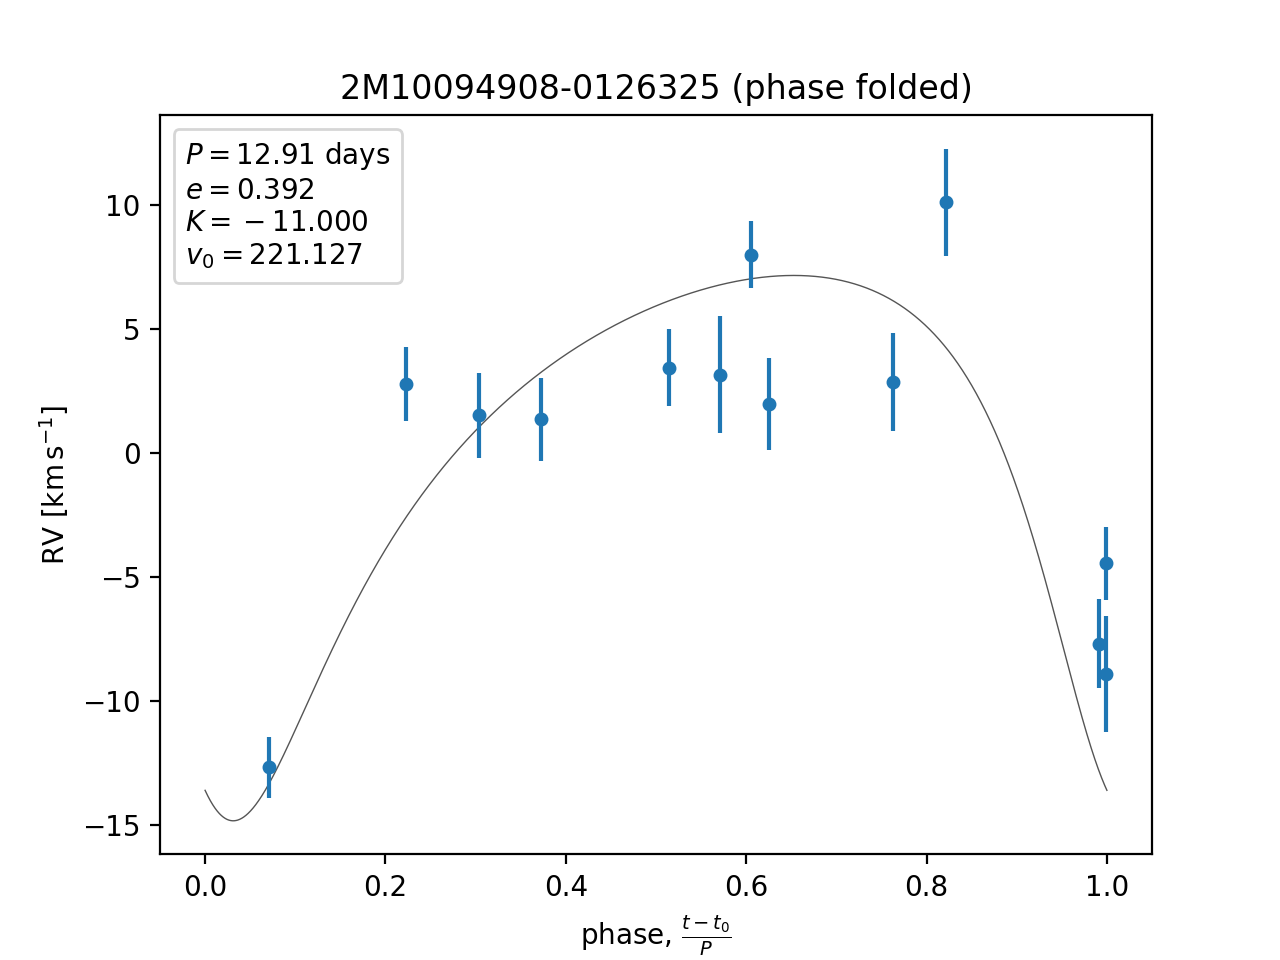 2M10094908-0126325 (phase folded)
P = 12.91 days
e = 0.392
K = −11.000
v₀ = 221.127
10
5
0
−5
−10
−15
RV [km s⁻¹]
0.0 0.2 0.4 0.6 0.8 1.0
phase, (t − t₀)/P